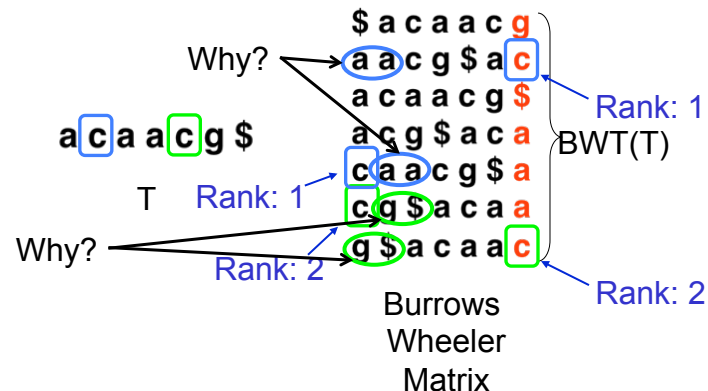 $ a c a a c g
Why?
a a c g $ a c
a c a a c g $
Rank: 1
a c a a c g $
a c g $ a c a
BWT(T)
c a a c g $ a
T
Rank: 1
c g $ a c a a
Why?
g $ a c a a c
Rank: 2
Rank: 2
Burrows
Wheeler
Matrix